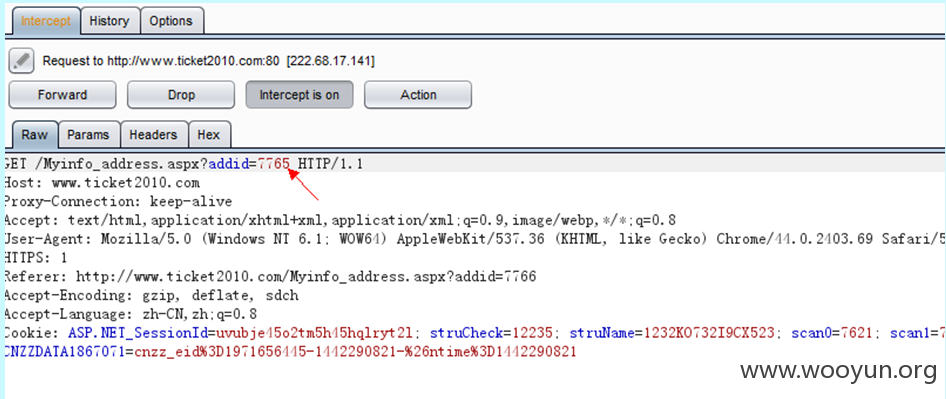 Intercept History Options
Request to http://www.ticket2010.com:80 [222.68.17.141]
Forward Drop Intercept is on Action
Raw Params Headers Hex
GET /Myinfo_address.aspx?addid=7765 HTTP/1.1
Host: www.ticket2010.com
Proxy-Connection: keep-alive
Accept: text/html,application/xhtml+xml,application/xml;q=0.9,image/webp,*/*;q=0.8
User-Agent: Mozilla/5.0 (Windows NT 6.1; WOW64) AppleWebKit/537.36 (KHTML, like Gecko) Chrome/44.0.2403.69 Safari/5
HTTPS: 1
Referer: http://www.ticket2010.com/Myinfo_address.aspx?addid=7766
Accept-Encoding: gzip, deflate, sdch
Accept-Language: zh-CN,zh;q=0.8
Cookie: ASP.NET_SessionId=uvubje45o2tm5h45hqlryt2l; struCheck=12235; struName=1232KO732I9CX523; scan0=7621; scan1=7
CNZZDATA1867071=cnzz_eid%3D1971656445-1442290821-%26ntime%3D1442290821
www.wooyun.org